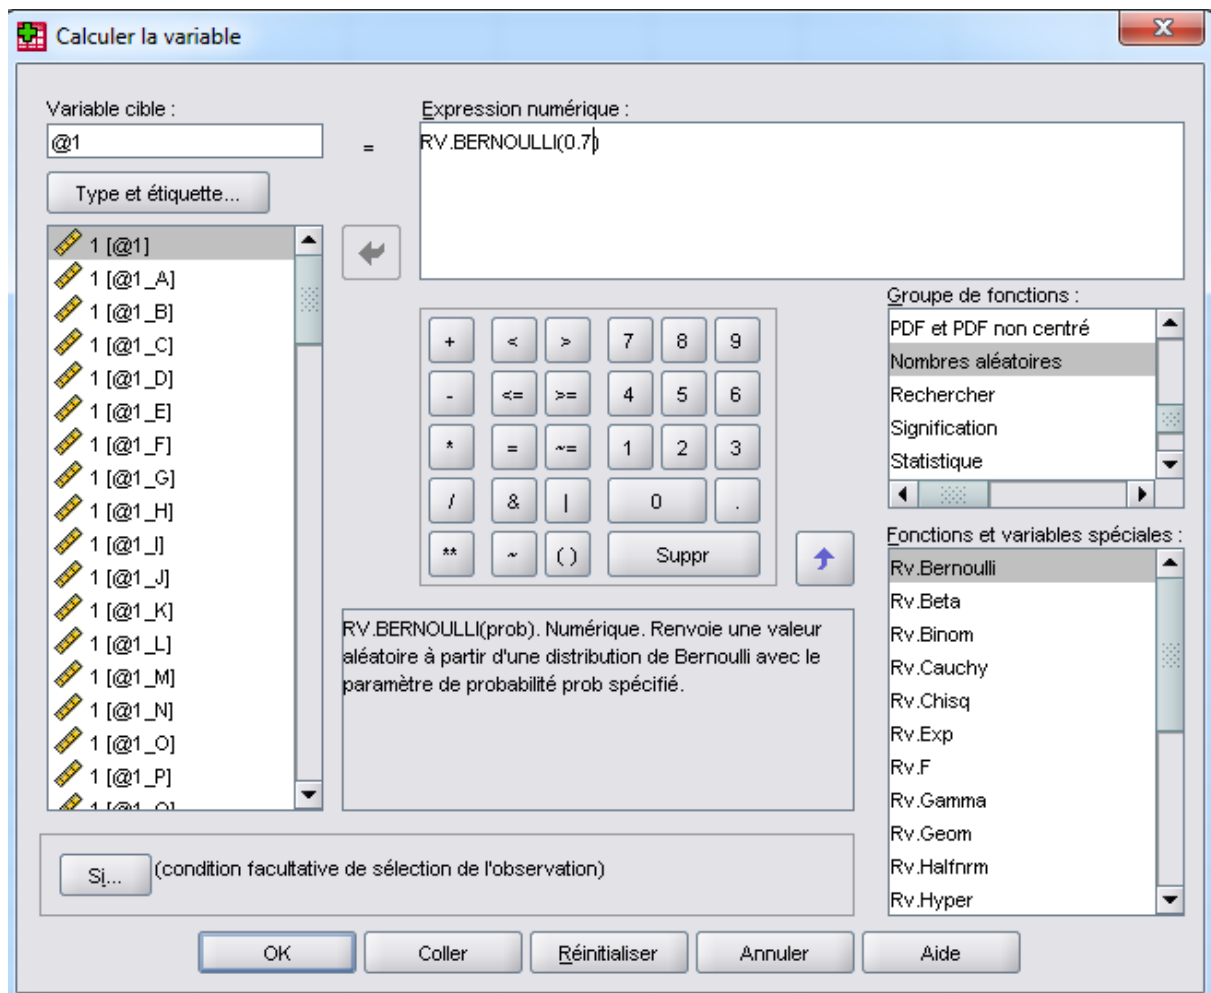 Calculer la variable
Variable cible :
@1
=
Expression numérique :
RV.BERNOULLI(0.7)
Type et étiquette...
1 [@1]
1 [@1_A]
1 [@1_B]
1 [@1_C]
1 [@1_D]
1 [@1_E]
1 [@1_F]
1 [@1_G]
1 [@1_H]
1 [@1_I]
1 [@1_J]
1 [@1_K]
1 [@1_L]
1 [@1_M]
1 [@1_N]
1 [@1_O]
1 [@1_P]
+ < > 7 8 9
- <= >= 4 5 6
* = ~= 1 2 3
/ & | 0 .
** ~ ( ) Suppr
Groupe de fonctions :
PDF et PDF non centré
Nombres aléatoires
Rechercher
Signification
Statistique
Fonctions et variables spéciales :
Rv.Bernoulli
Rv.Beta
Rv.Binom
Rv.Cauchy
Rv.Chisq
Rv.Exp
Rv.F
Rv.Gamma
Rv.Geom
Rv.Halfnrm
Rv.Hyper
RV.BERNOULLI(prob). Numérique. Renvoie une valeur
aléatoire à partir d'une distribution de Bernoulli avec le
paramètre de probabilité prob spécifié.
Si... (condition facultative de sélection de l'observation)
OK Coller Réinitialiser Annuler Aide